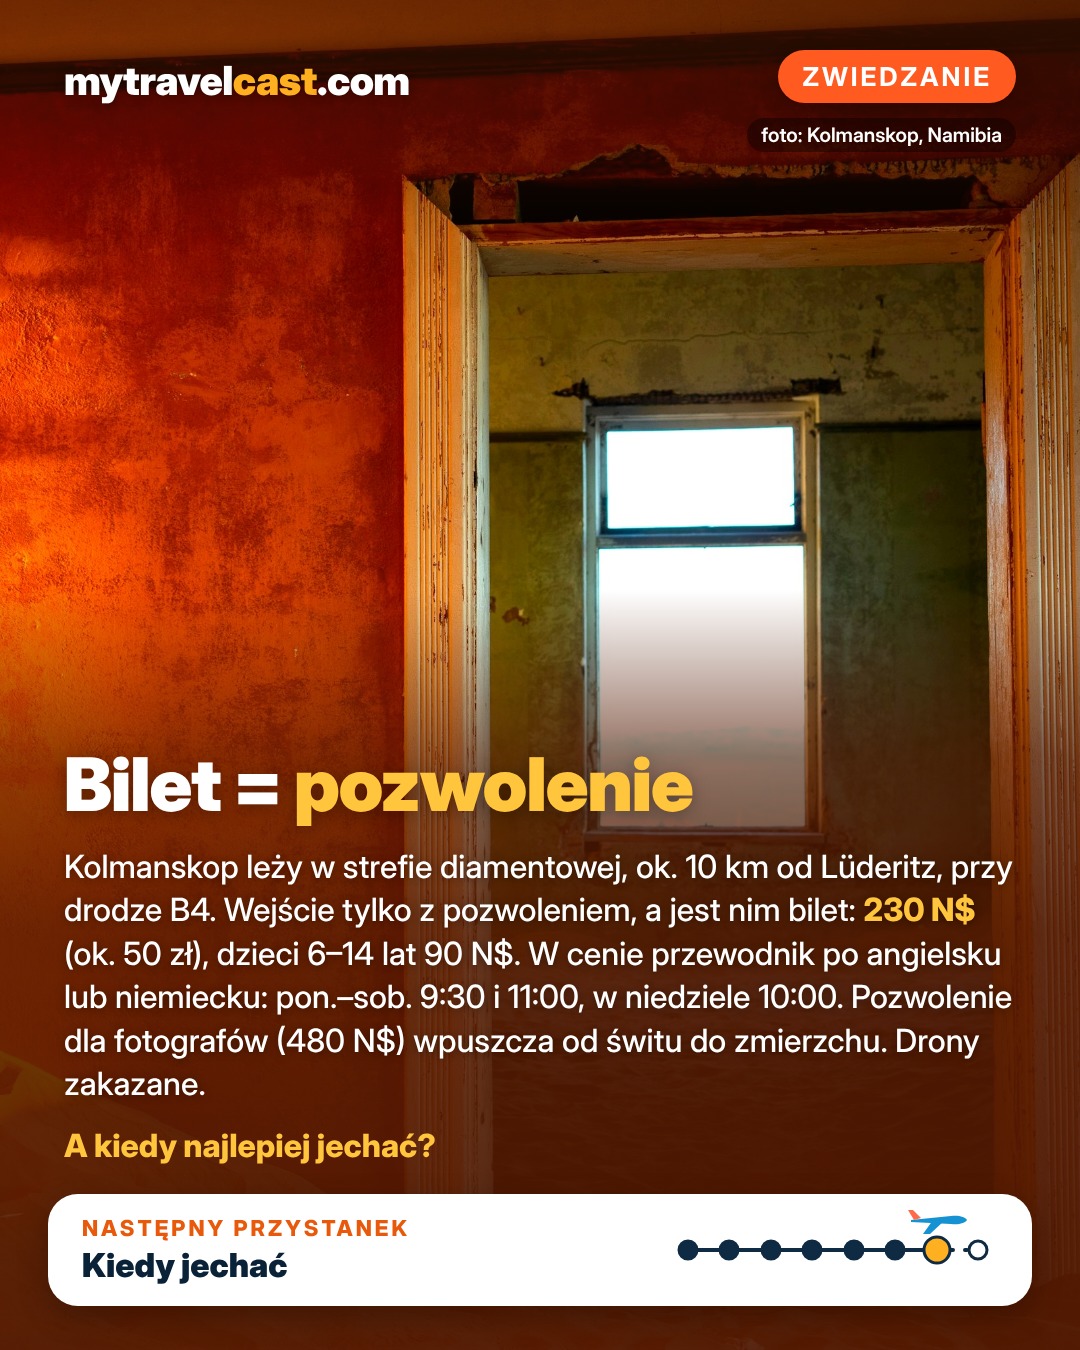 mytravelcast.com
ZWIEDZANIE
foto: Kolmanskop, Namibia
Bilet = pozwolenie
Kolmanskop leży w strefie diamentowej, ok. 10 km od Lüderitz, przy
drodze B4. Wejście tylko z pozwoleniem, a jest nim bilet: 230 N$
(ok. 50 zł), dzieci 6–14 lat 90 N$. W cenie przewodnik po angielsku
lub niemiecku: pon.–sob. 9:30 i 11:00, w niedziele 10:00. Pozwolenie
dla fotografów (480 N$) wpuszcza od świtu do zmierzchu. Drony
zakazane.
A kiedy najlepiej jechać?
NASTĘPNY PRZYSTANEK
Kiedy jechać